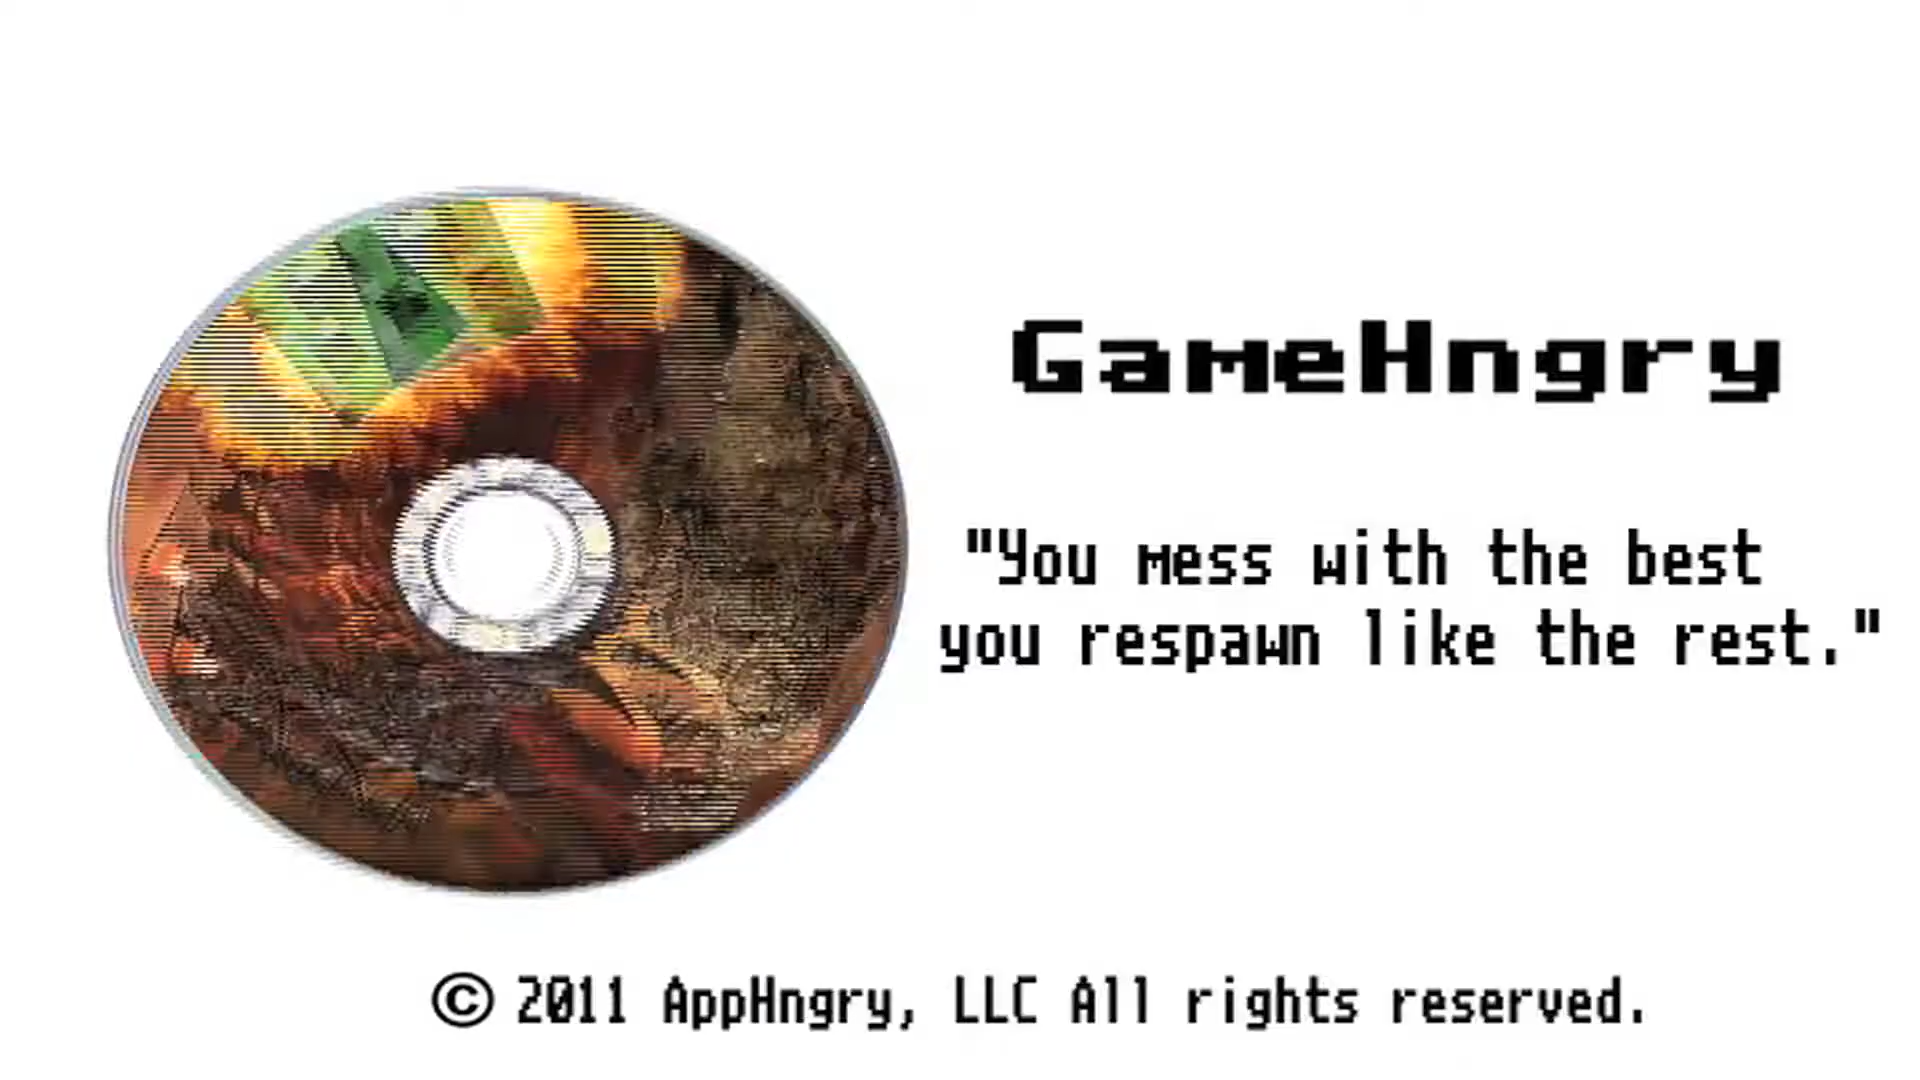 GameHngry
"You mess with the best
you respawn like the rest."
© 2011 AppHngry, LLC All rights reserved.